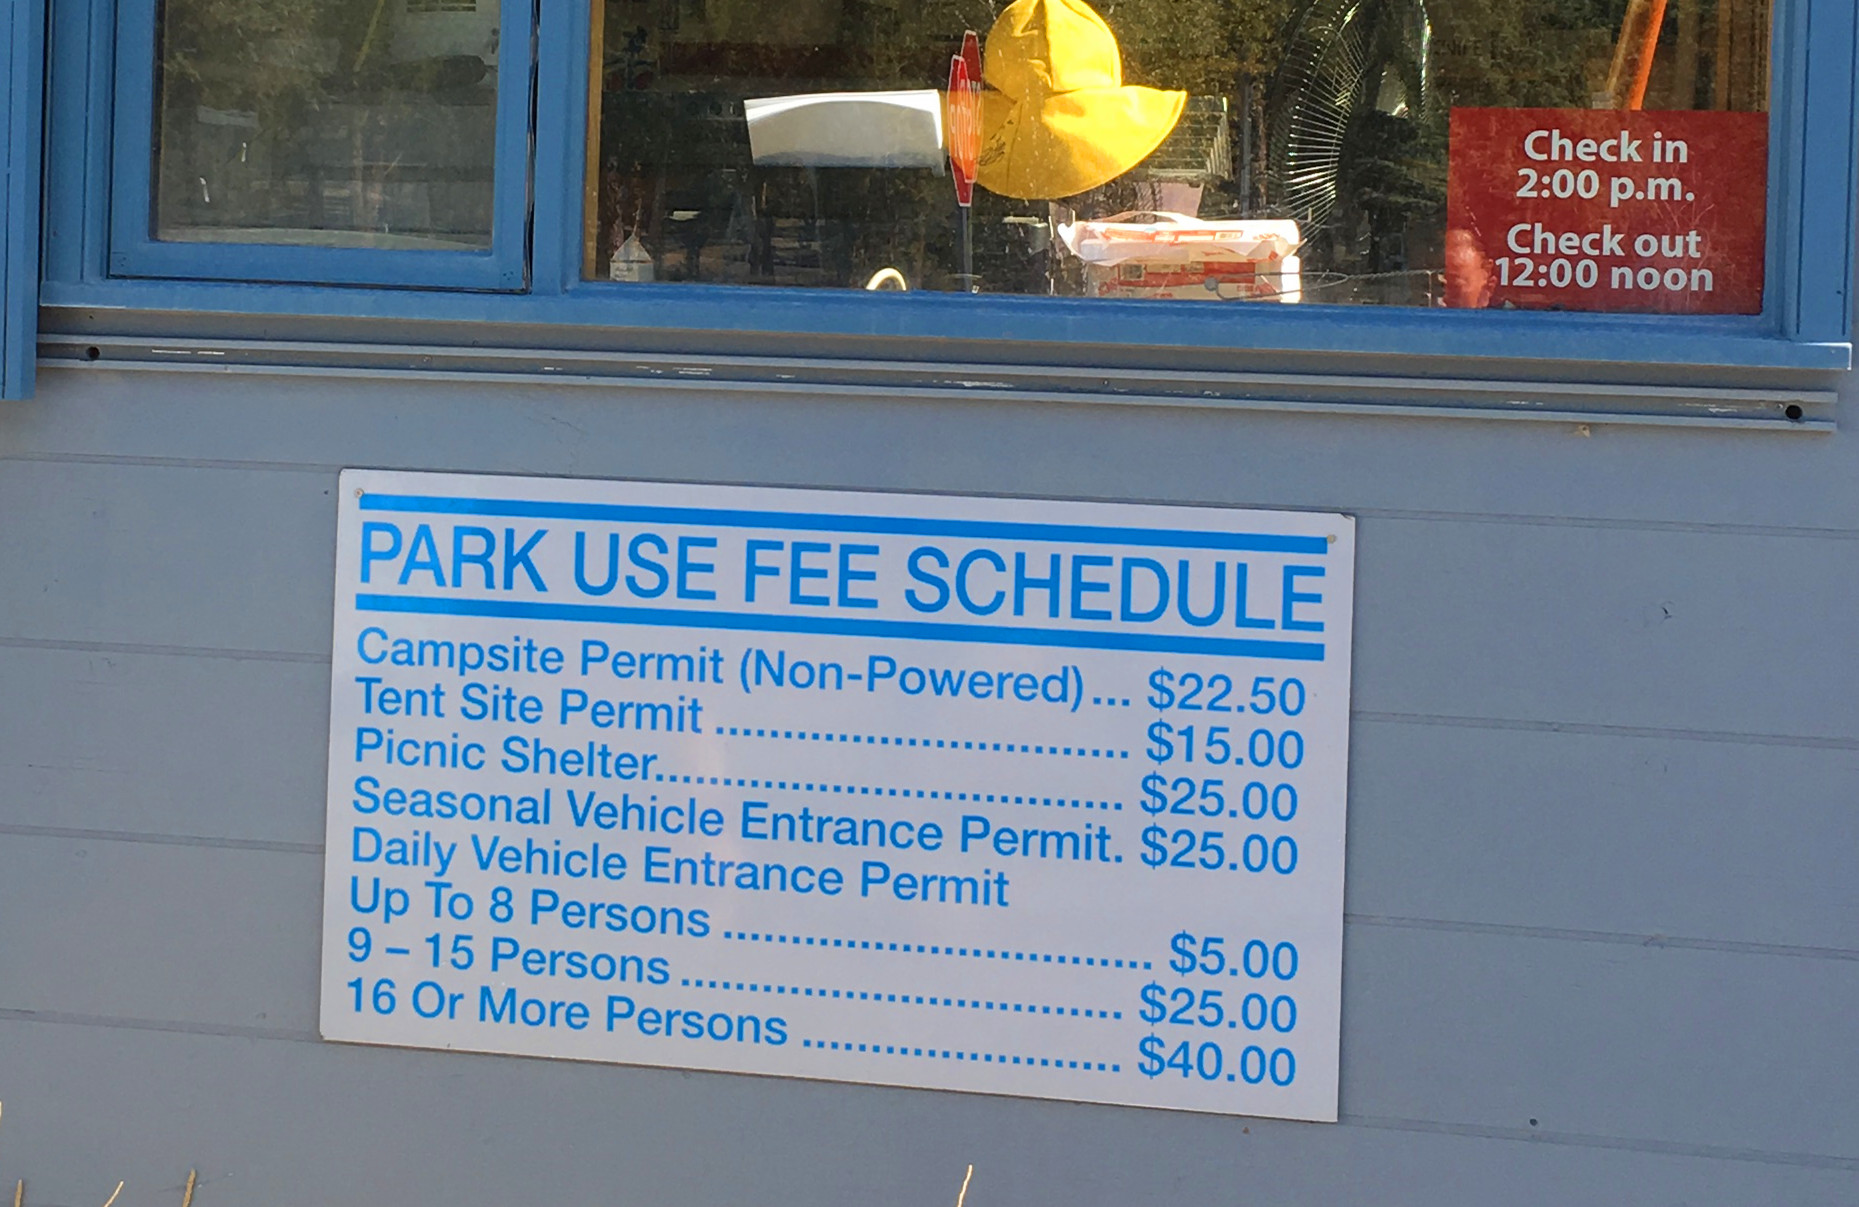 Check in
2:00 p.m.
Check out
12:00 noon
PARK USE FEE SCHEDULE
Campsite Permit (Non-Powered)... $22.50
Tent Site Permit ............................... $15.00
Picnic Shelter................................... $25.00
Seasonal Vehicle Entrance Permit. $25.00
Daily Vehicle Entrance Permit
Up To 8 Persons ................................ $5.00
9 – 15 Persons ................................. $25.00
16 Or More Persons ........................ $40.00